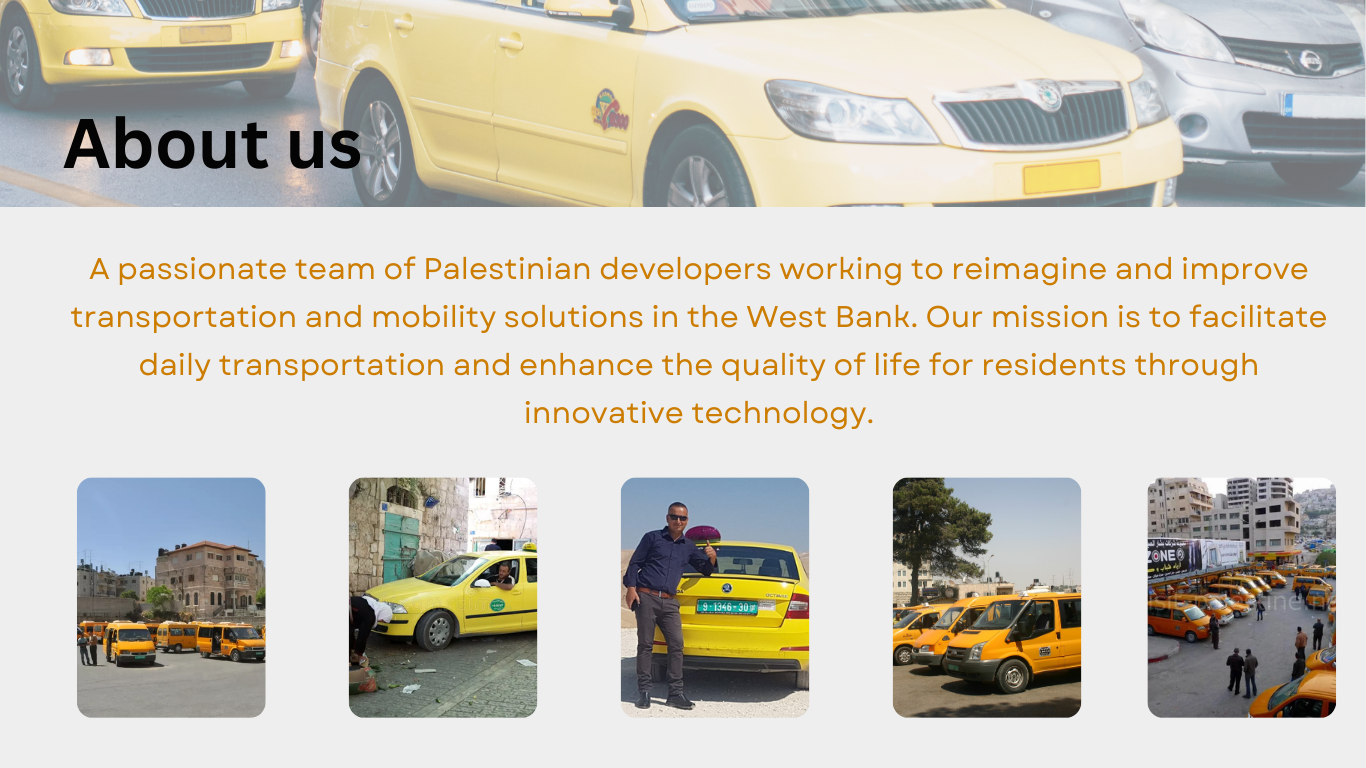 About us
A passionate team of Palestinian developers working to reimagine and improve
transportation and mobility solutions in the West Bank. Our mission is to facilitate
daily transportation and enhance the quality of life for residents through
innovative technology.
OCTAVIA
9-1346-30
ZONE